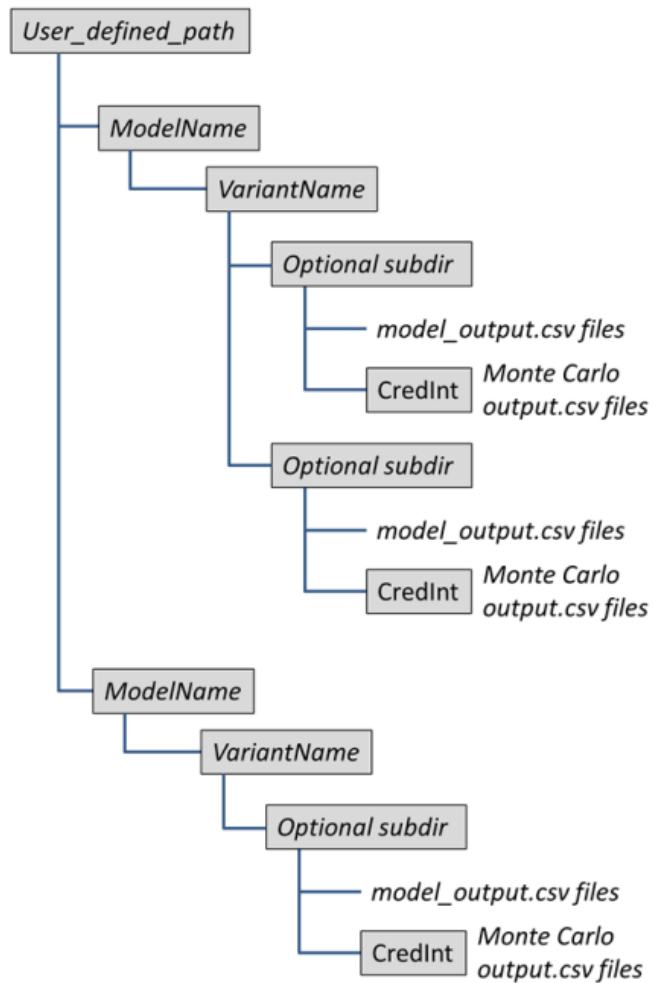 User_defined_path
ModelName
VariantName
Optional subdir
model_output.csv files
CredInt
Monte Carlo
output.csv files
Optional subdir
model_output.csv files
CredInt
Monte Carlo
output.csv files
ModelName
VariantName
Optional subdir
model_output.csv files
CredInt
Monte Carlo
output.csv files